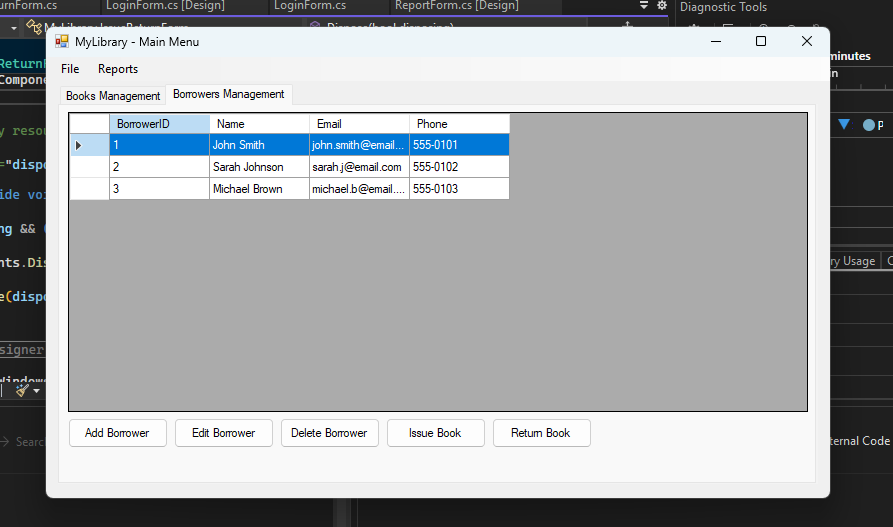 urnForm.cs LoginForm.cs [Design] LoginForm.cs ReportForm.cs [Design] Diagnostic Tools
MyLibrary - Main Menu
minutes
File Reports
ReturnF
Compone
Books Management Borrowers Management
BorrowerID Name Email Phone
y resou
1 John Smith john.smith@email... 555-0101
="dispo
2 Sarah Johnson sarah.j@email.com 555-0102
ide voi
3 Michael Brown michael.b@email.... 555-0103
ng && (
nts.Dis
ry Usage
e(dispo
signer
Windows
Add Borrower Edit Borrower Delete Borrower Issue Book Return Book
Search
ternal Code